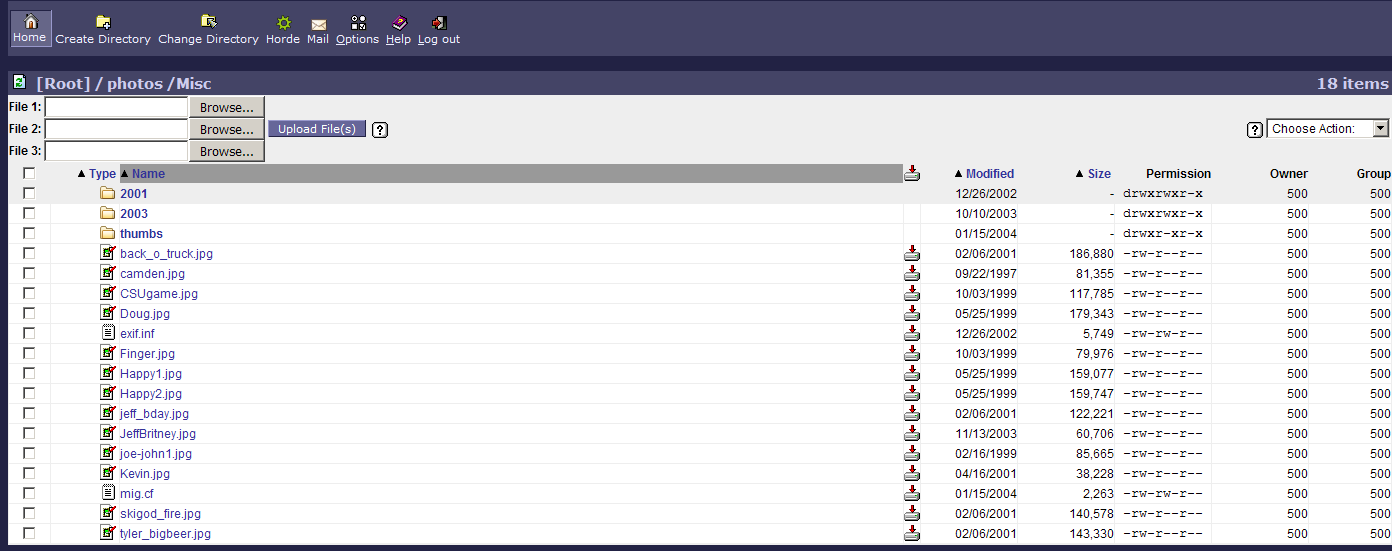 Home Create Directory Change Directory Horde Mail Options Help Log out
[Root] / photos /Misc 18 items
File 1: Browse...
File 2: Browse... Upload File(s) ? ? Choose Action:
File 3: Browse...
Type Name Modified Size Permission Owner Group
2001 12/26/2002 - drwxrwxr-x 500 500
2003 10/10/2003 - drwxrwxr-x 500 500
thumbs 01/15/2004 - drwxr-xr-x 500 500
back_o_truck.jpg 02/06/2001 186,880 -rw-r--r-- 500 500
camden.jpg 09/22/1997 81,355 -rw-r--r-- 500 500
CSUgame.jpg 10/03/1999 117,785 -rw-r--r-- 500 500
Doug.jpg 05/25/1999 179,343 -rw-r--r-- 500 500
exif.inf 12/26/2002 5,749 -rw-rw-r-- 500 500
Finger.jpg 10/03/1999 79,976 -rw-r--r-- 500 500
Happy1.jpg 05/25/1999 159,077 -rw-r--r-- 500 500
Happy2.jpg 05/25/1999 159,747 -rw-r--r-- 500 500
jeff_bday.jpg 02/06/2001 122,221 -rw-r--r-- 500 500
JeffBritney.jpg 11/13/2003 60,706 -rw-r--r-- 500 500
joe-john1.jpg 02/16/1999 85,665 -rw-r--r-- 500 500
Kevin.jpg 04/16/2001 38,228 -rw-r--r-- 500 500
mig.cf 01/15/2004 2,263 -rw-rw-r-- 500 500
skigod_fire.jpg 02/06/2001 140,578 -rw-r--r-- 500 500
tyler_bigbeer.jpg 02/06/2001 143,330 -rw-r--r-- 500 500